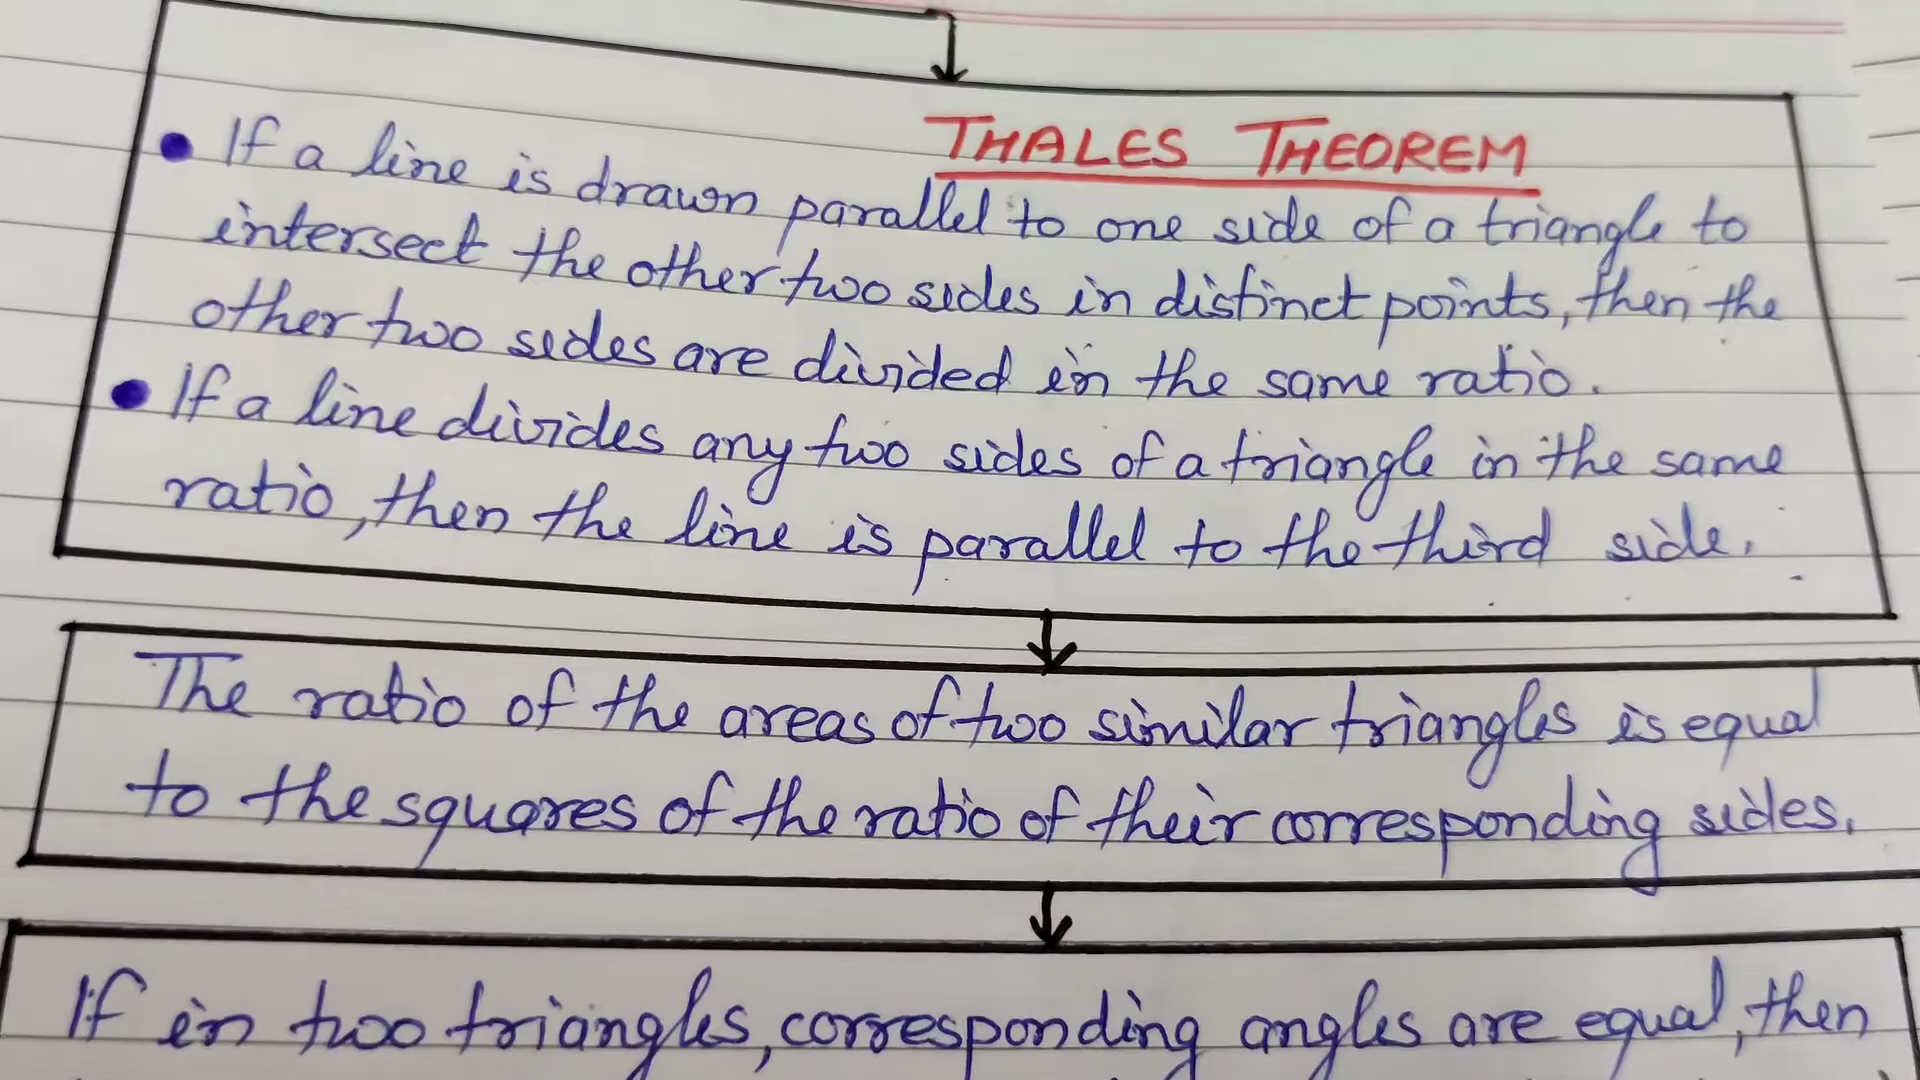 THALES THEOREM
If a line is drawn parallel to one side of a triangle to
intersect the other two sides in distinct points, then the
other two sides are divided in the same ratio.
If a line divides any two sides of a triangle in the same
ratio, then the line is parallel to the third side.
The ratio of the areas of two similar triangles is equal
to the squares of the ratio of their corresponding sides.
If in two triangles, corresponding angles are equal, then